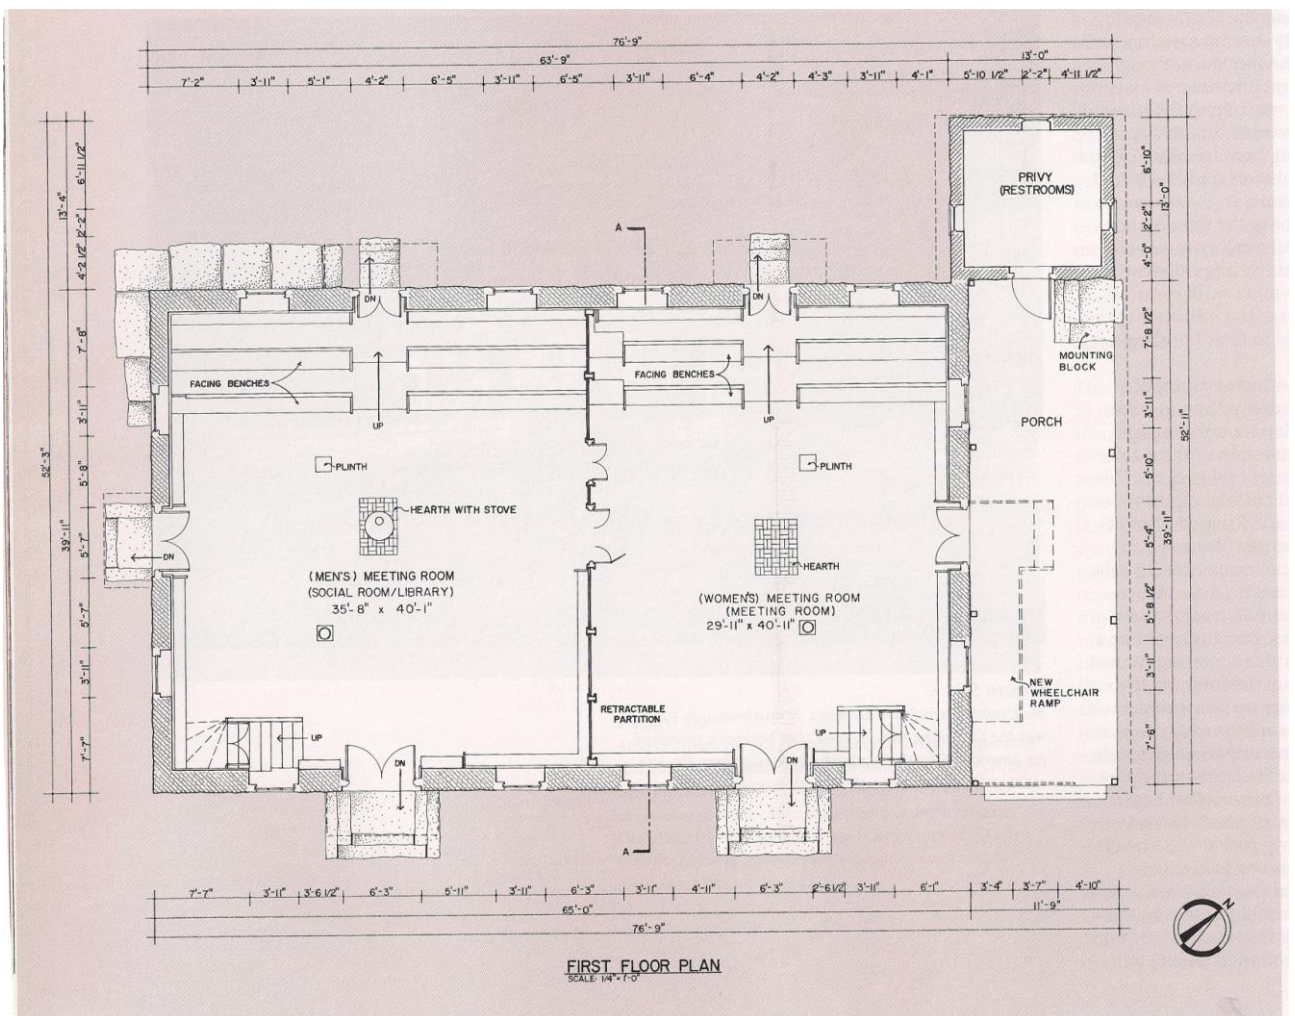 76'-9"
63'-9" 13'-0"
7'-2" 3'-11" 5'-1" 4'-2" 6'-5" 3'-11" 6'-5" 3'-11" 6'-4" 4'-2" 4'-3" 3'-11" 4'-1" 5'-10 1/2" 2'-2" 4'-11 1/2"
52'-3"
13'-4"
39'-11"
6'-11 1/2"
2'-2"
4'-2 1/2"
7'-8"
3'-11"
5'-8"
5'-7"
5'-7"
3'-11"
7'-7"
PRIVY
(RESTROOMS)
A
DN
DN
FACING BENCHES
FACING BENCHES
UP
UP
MOUNTING
BLOCK
PORCH
PLINTH
PLINTH
HEARTH WITH STOVE
HEARTH
DN
(MEN'S) MEETING ROOM
(SOCIAL ROOM/LIBRARY)
35'-8" x 40'-1"
(WOMEN'S) MEETING ROOM
(MEETING ROOM)
29'-11" x 40'-11"
NEW
WHEELCHAIR
RAMP
RETRACTABLE
PARTITION
UP
UP
DN
DN
A
6'-10"
2'-2"
4'-0"
7'-8 1/2"
3'-11"
5'-10"
5'-4"
5'-8 1/2"
3'-11"
7'-6"
13'-0"
39'-11"
52'-11"
7'-7" 3'-11" 3'-6 1/2" 6'-3" 5'-11" 3'-11" 6'-3" 3'-11" 4'-11" 6'-3" 2'-6 1/2" 3'-11" 6'-1" 3'-4" 3'-7" 4'-10"
65'-0" 11'-9"
76'-9"
N
FIRST FLOOR PLAN
SCALE: 1/4"=1'-0"